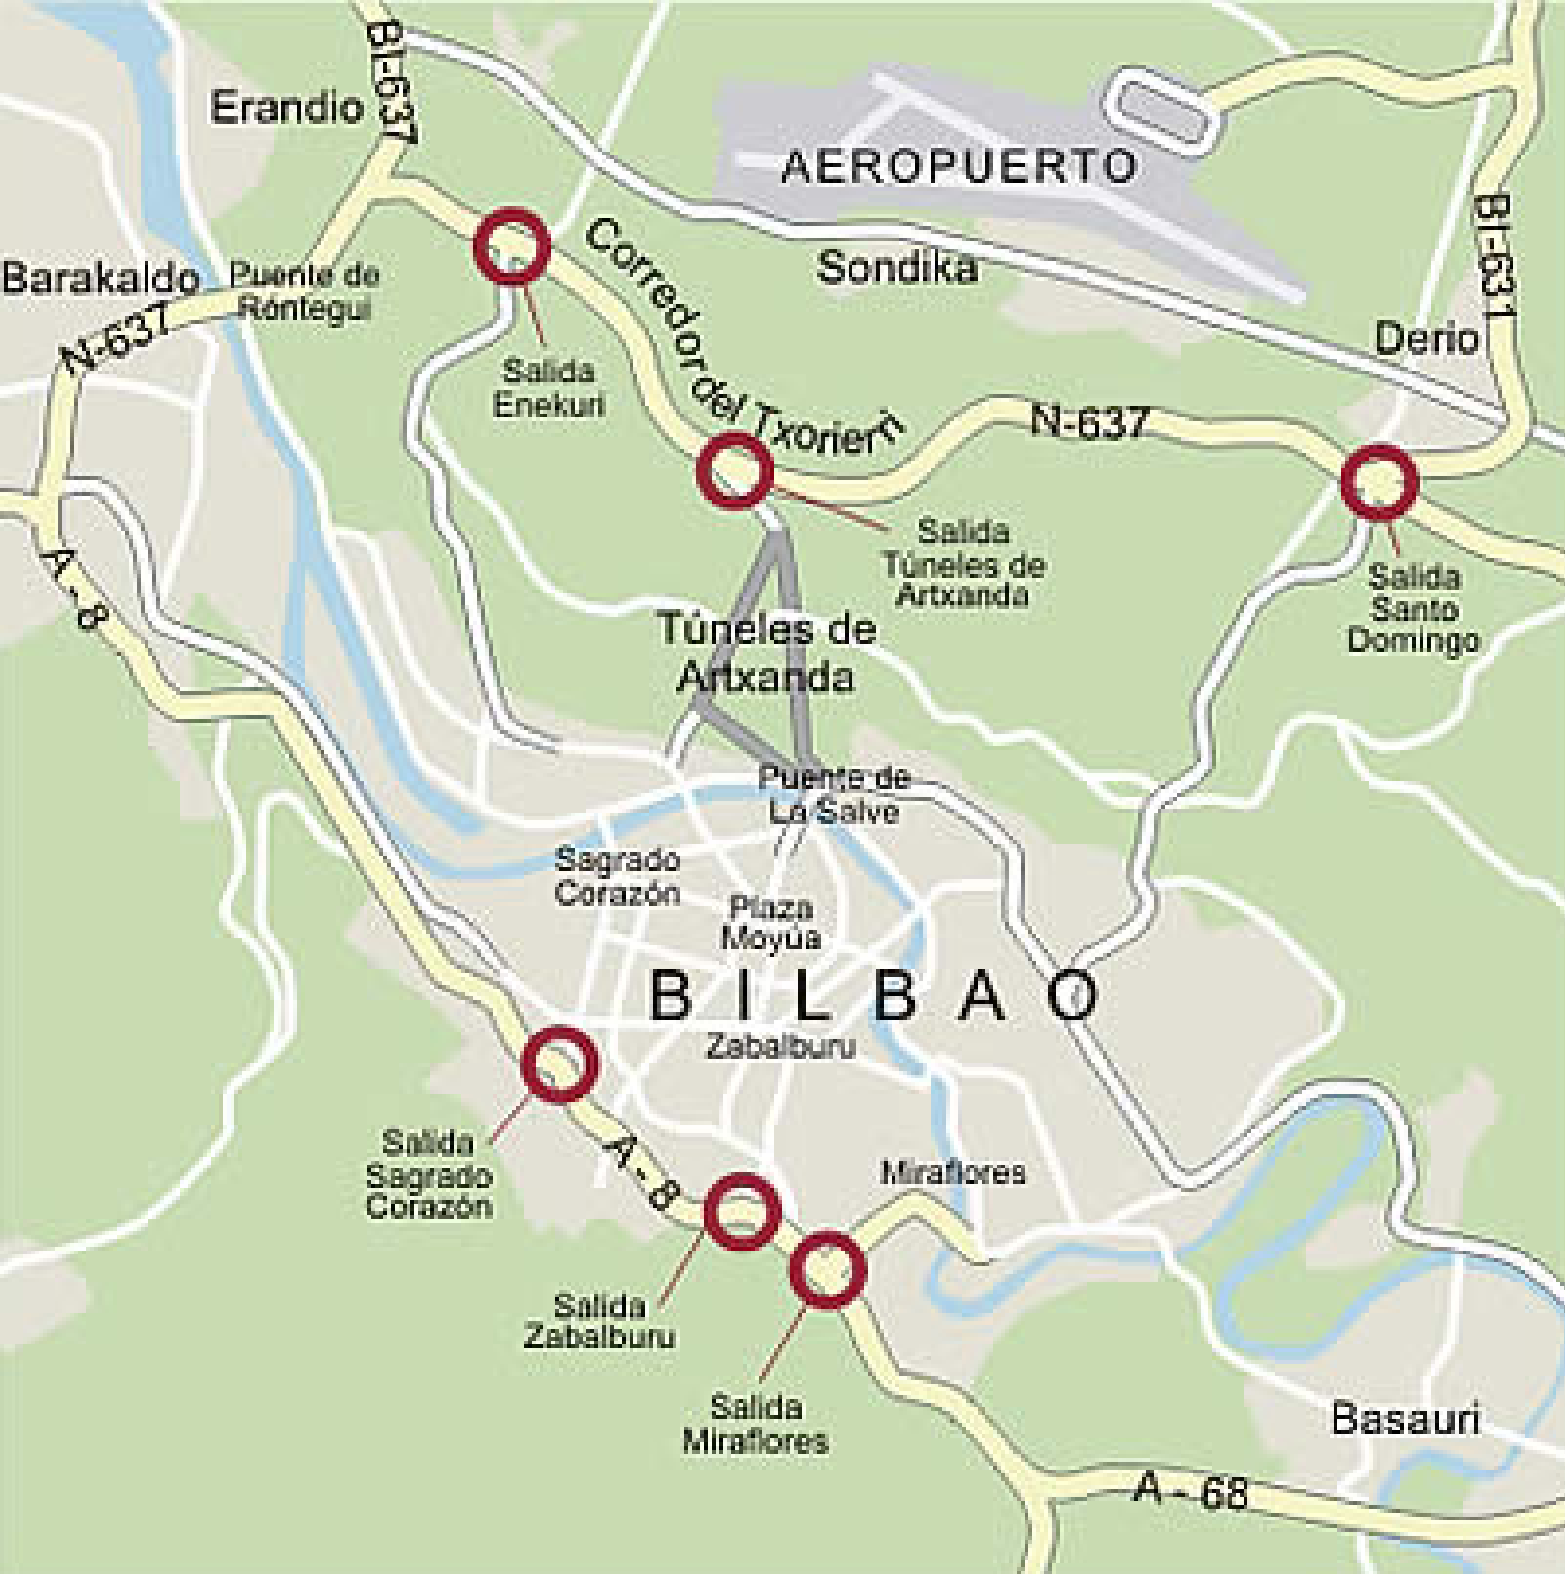 BI-637
Erandio
AEROPUERTO
BI-631
Corredor del Txorierri
Sondika
Barakaldo
Puente de
Róntegui
N-637
Derio
Salida
Enekuri
N-637
Salida
Túneles de
Artxanda
Salida
Santo
Domingo
A-8
Túneles de
Artxanda
Puente de
La Salve
Sagrado
Corazón
Plaza
Moyúa
BILBAO
Zabalburu
Salida
Sagrado
Corazón
A-8
Miraflores
Salida
Zabalburu
Salida
Miraflores
Basauri
A - 68